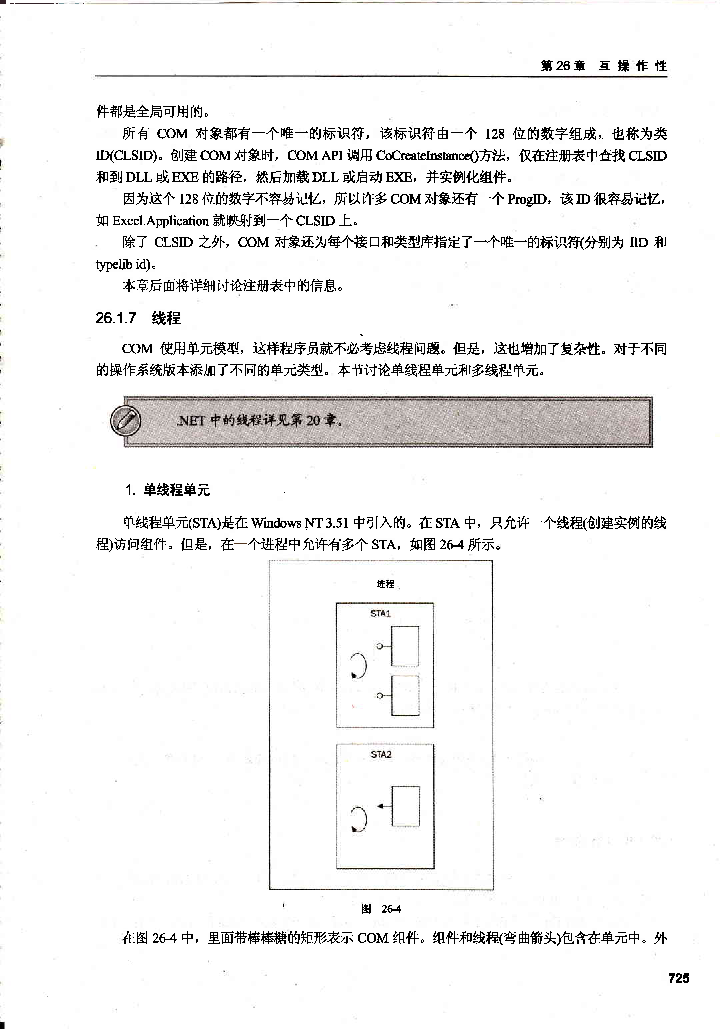 第26章 互操作性
件都是全局可用的。
所有 COM 对象都有一个唯一的标识符，该标识符由一个 128 位的数字组成，也称为类
ID(CLSID)。创建 COM 对象时，COM API 调用 CoCreateInstance()方法，仅在注册表中查找 CLSID
和到 DLL 或 EXE 的路径，然后加载 DLL 或启动 EXE，并实例化组件。
因为这个 128 位的数字不容易记忆，所以许多 COM 对象还有一个 ProgID，该 ID 很容易记忆，
如 Excel.Application 就映射到一个 CLSID 上。
除了 CLSID 之外，COM 对象还为每个接口和类型库指定了一个唯一的标识符(分别为 IID 和
typelib id)。
本章后面将详细讨论注册表中的信息。
26.1.7 线程
COM 使用单元模型，这样程序员就不必考虑线程问题。但是，这也增加了复杂性。对于不同
的操作系统版本添加了不同的单元类型。本节讨论单线程单元和多线程单元。
.NET 中的线程详见第 20 章。
1. 单线程单元
单线程单元(STA)是在 Windows NT 3.51 中引入的。在 STA 中，只允许一个线程(创建实例的线
程)访问组件。但是，在一个进程中允许有多个 STA，如图 26-4 所示。
进程
STA1
STA2
图 26-4
在图 26-4 中，里面带棒棒糖的矩形表示 COM 组件。组件和线程(弯曲箭头)包含在单元中。外
725